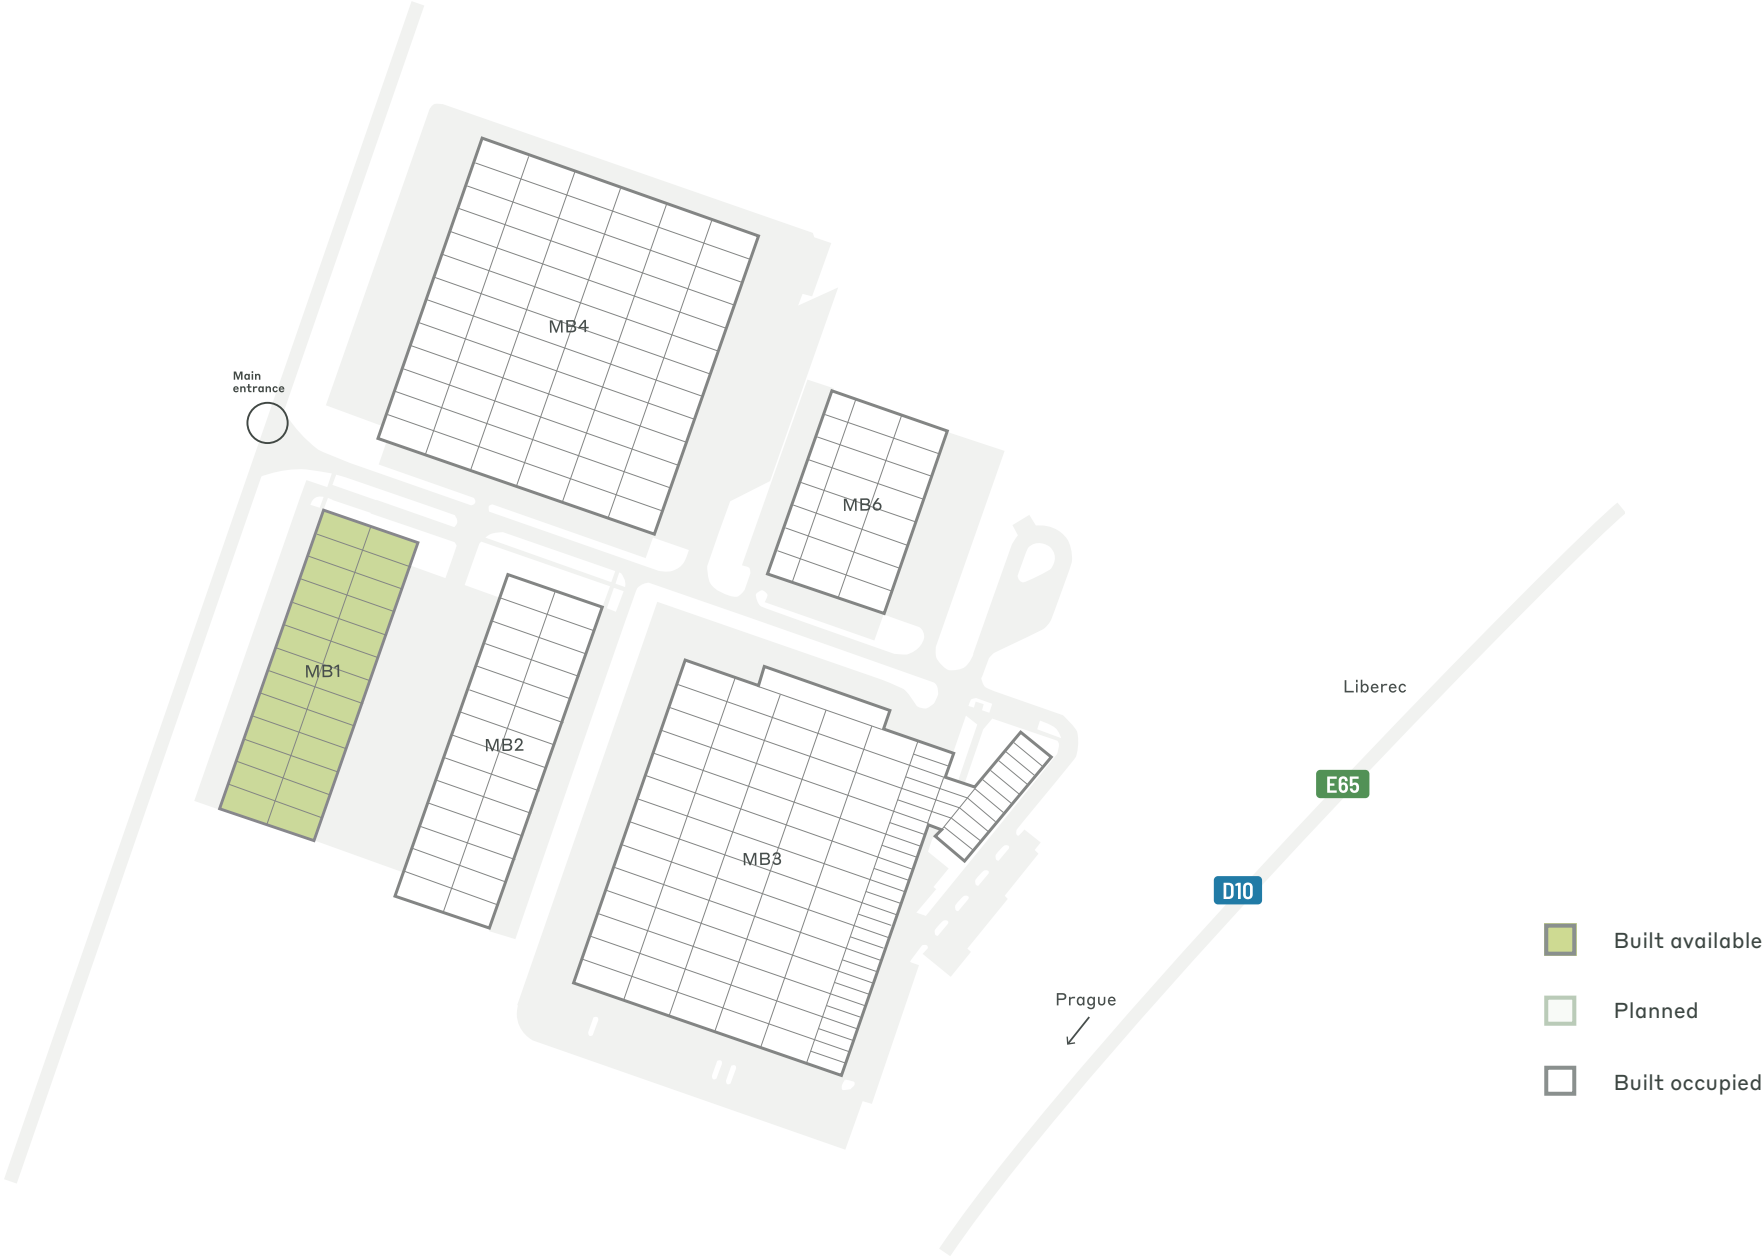 Main
entrance
MB4
MB6
MB1
MB2
MB3
Liberec
E65
D10
Prague
Built available
Planned
Built occupied